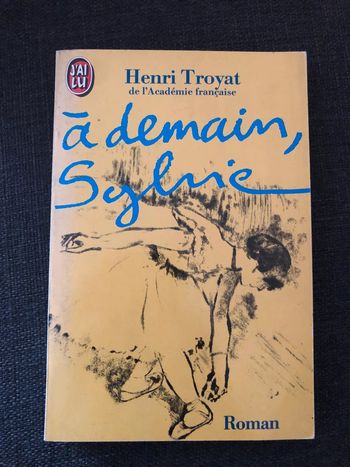 J'AI
LU
Henri Troyat
de l'Académie française
à demain,
Sylvie
Roman